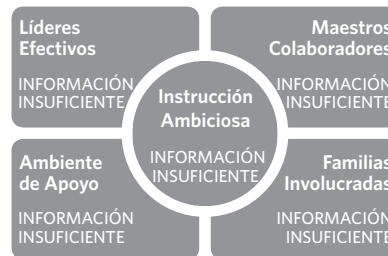 Líderes
Efectivos
INFORMACIÓN
INSUFICIENTE
Maestros
Colaboradores
INFORMACIÓN
INSUFICIENTE
Instrucción
Ambiciosa
INFORMACIÓN
INSUFICIENTE
Ambiente
de Apoyo
INFORMACIÓN
INSUFICIENTE
Familias
Involucradas
INFORMACIÓN
INSUFICIENTE